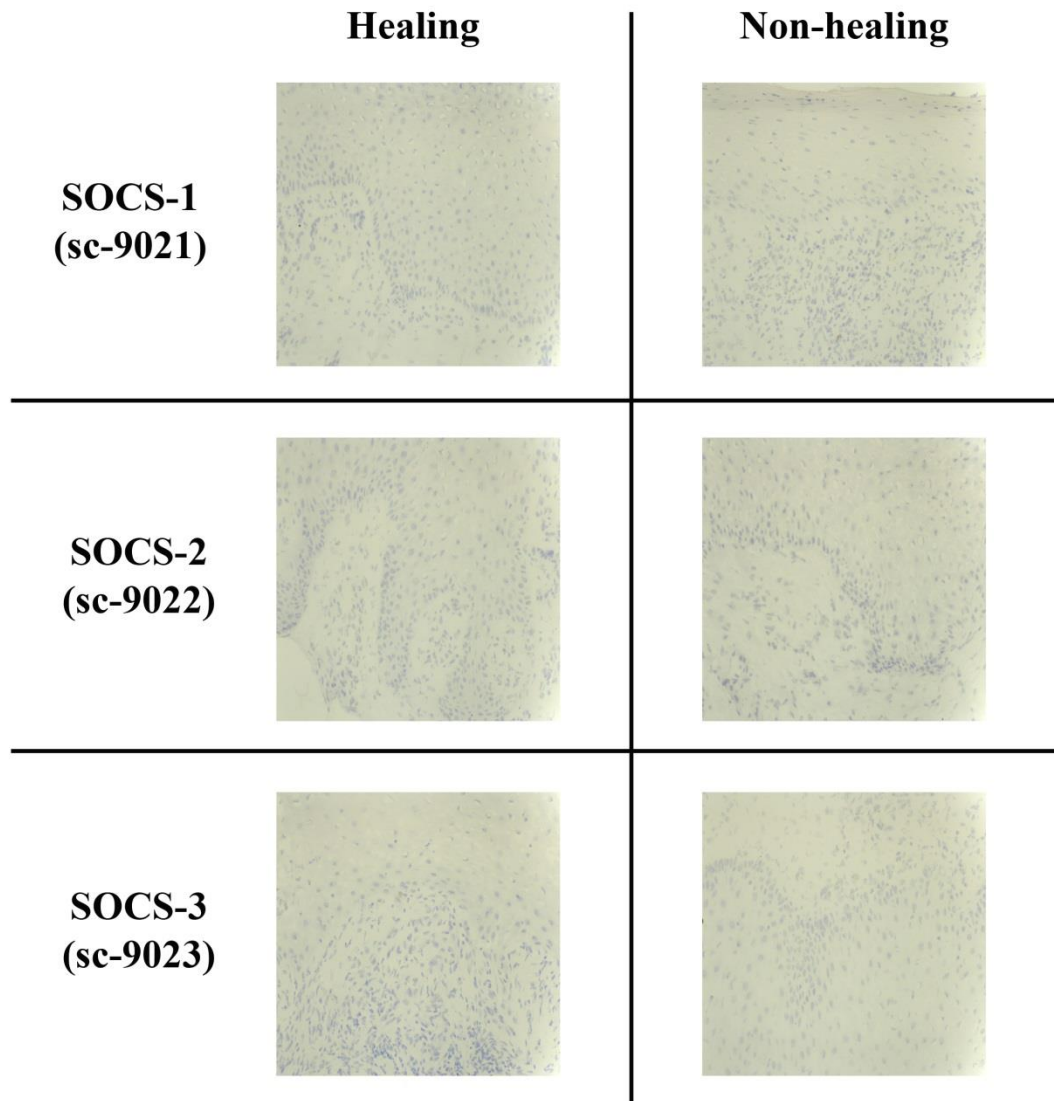 Healing
Non-healing
SOCS-1
(sc-9021)
SOCS-2
(sc-9022)
SOCS-3
(sc-9023)